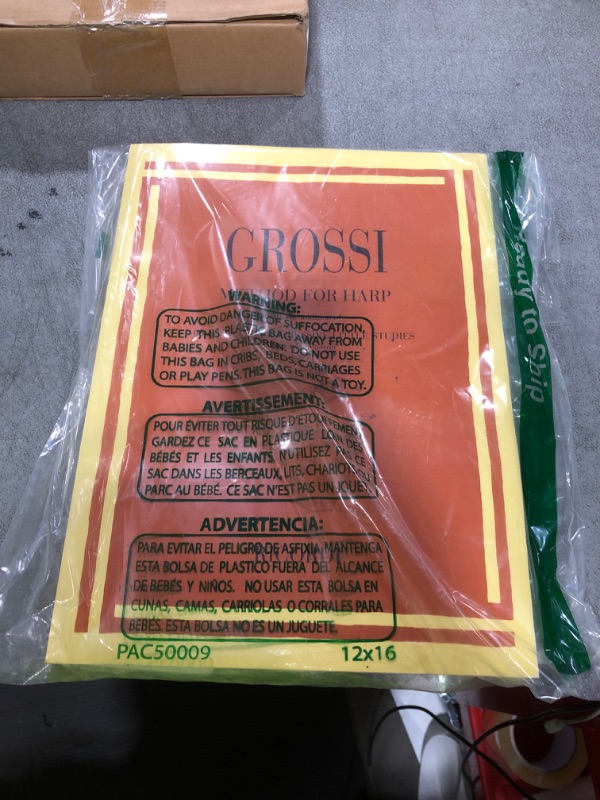 GROSSI
METHOD FOR HARP
STUDIES
WARNING:
TO AVOID DANGER OF SUFFOCATION,
KEEP THIS PLASTIC BAG AWAY FROM
BABIES AND CHILDREN. DO NOT USE
THIS BAG IN CRIBS, BEDS, CARRIAGES
OR PLAY PENS. THIS BAG IS NOT A TOY.
AVERTISSEMENT:
POUR ÉVITER TOUT RISQUE D'ÉTOUFFEMENT
GARDEZ CE SAC EN PLASTIQUE LOIN DES
BÉBÉS ET LES ENFANTS. N'UTILISEZ PAS CE
SAC DANS LES BERCEAUX, LITS, CHARIOTS OU
PARC AU BÉBÉ. CE SAC N'EST PAS UN JOUET.
ADVERTENCIA:
PARA EVITAR EL PELIGRO DE ASFIXIA, MANTENGA
ESTA BOLSA DE PLASTICO FUERA DEL ALCANCE
DE BEBÉS Y NIÑOS. NO USAR ESTA BOLSA EN
CUNAS, CAMAS, CARRIOLAS O CORRALES PARA
BEBÉS. ESTA BOLSA NO ES UN JUGUETE.
RICORDI
PAC50009 12x16
Ready to Ship